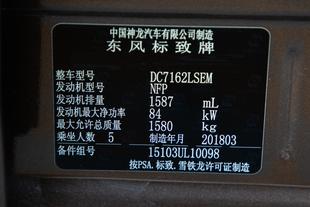 中国神龙汽车有限公司制造
东风标致牌
整车型号 DC7162LSEM
发动机型号 NFP
发动机排量 1587 mL
发动机最大净功率 84 kW
最大允许总质量 1580 kg
乘坐人数 5 制造年月 201803
备件组号 15103UL10098
按PSA.标致.雪铁龙许可证制造